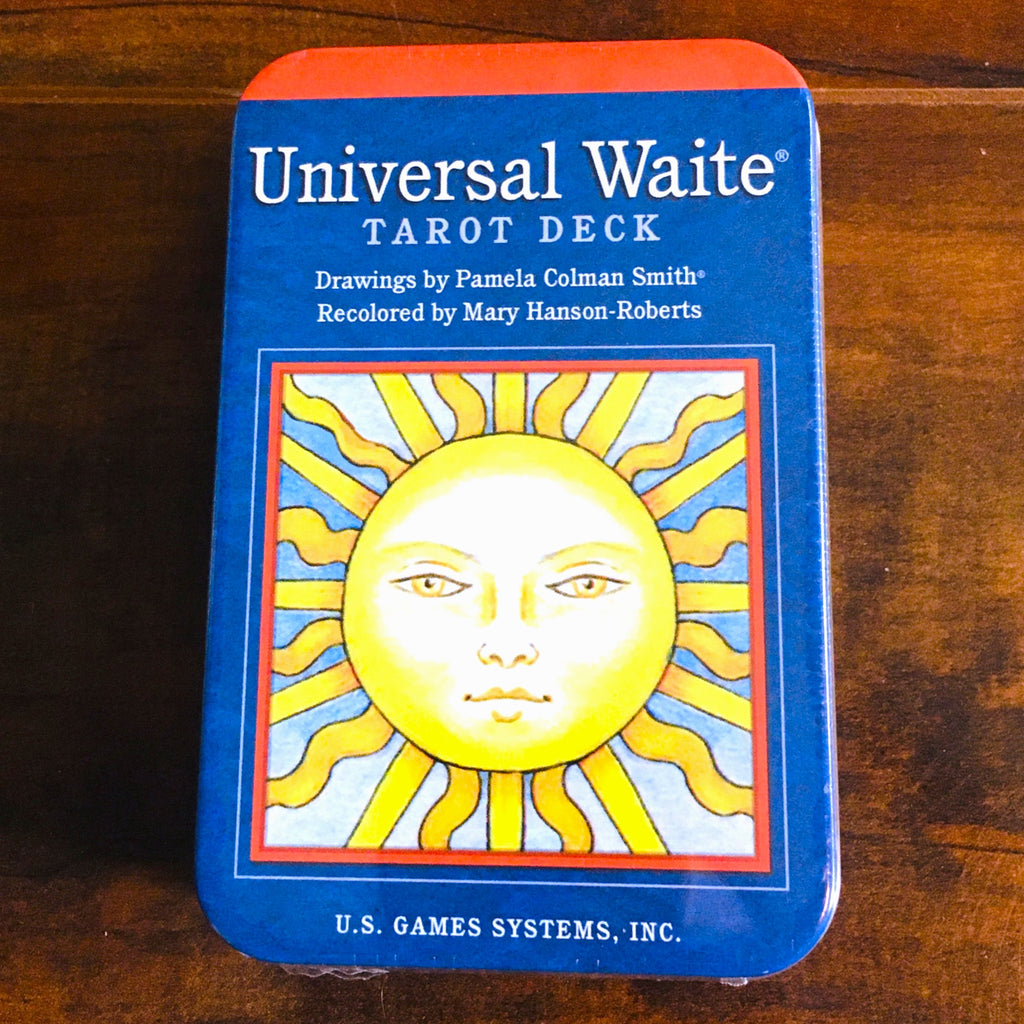 Universal Waite®
TAROT DECK
Drawings by Pamela Colman Smith®
Recolored by Mary Hanson-Roberts
U.S. GAMES SYSTEMS, INC.